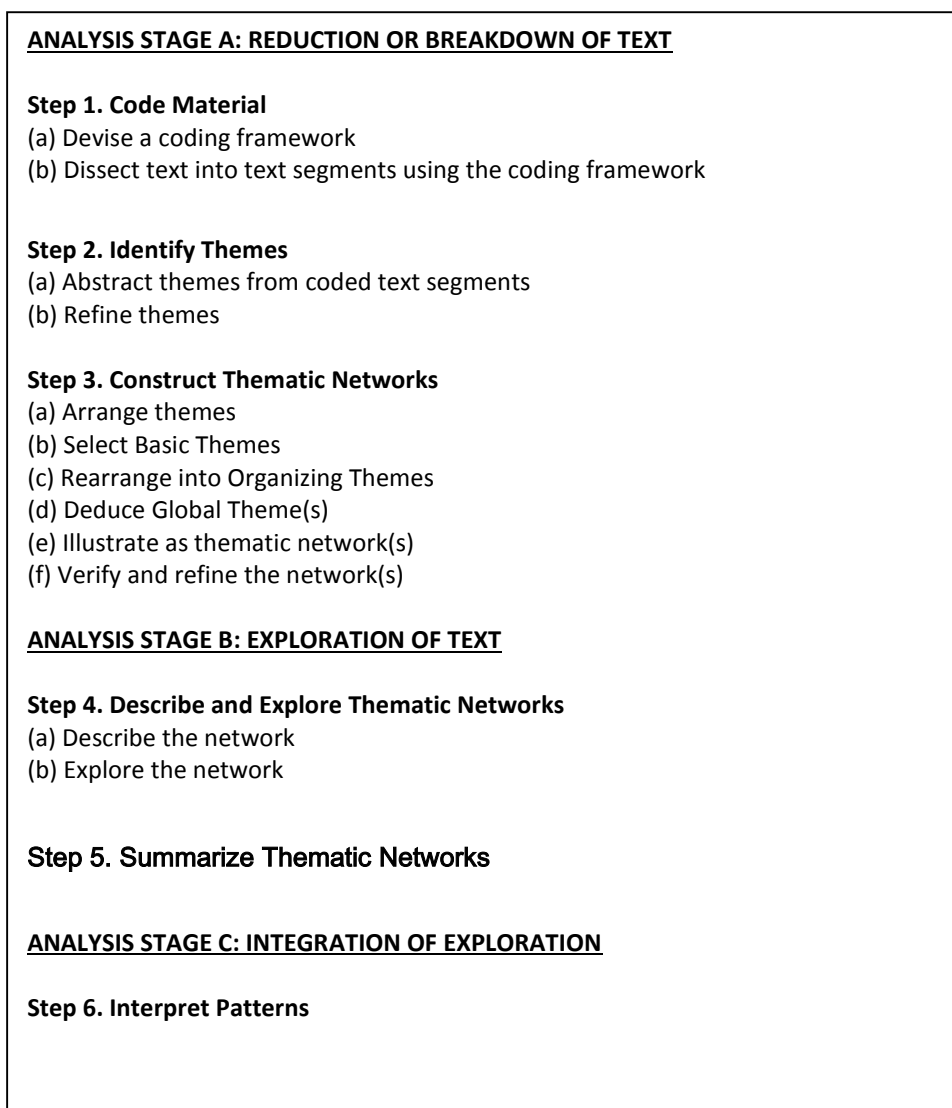 ANALYSIS STAGE A: REDUCTION OR BREAKDOWN OF TEXT
Step 1. Code Material
(a) Devise a coding framework
(b) Dissect text into text segments using the coding framework
Step 2. Identify Themes
(a) Abstract themes from coded text segments
(b) Refine themes
Step 3. Construct Thematic Networks
(a) Arrange themes
(b) Select Basic Themes
(c) Rearrange into Organizing Themes
(d) Deduce Global Theme(s)
(e) Illustrate as thematic network(s)
(f) Verify and refine the network(s)
ANALYSIS STAGE B: EXPLORATION OF TEXT
Step 4. Describe and Explore Thematic Networks
(a) Describe the network
(b) Explore the network
Step 5. Summarize Thematic Networks
ANALYSIS STAGE C: INTEGRATION OF EXPLORATION
Step 6. Interpret Patterns